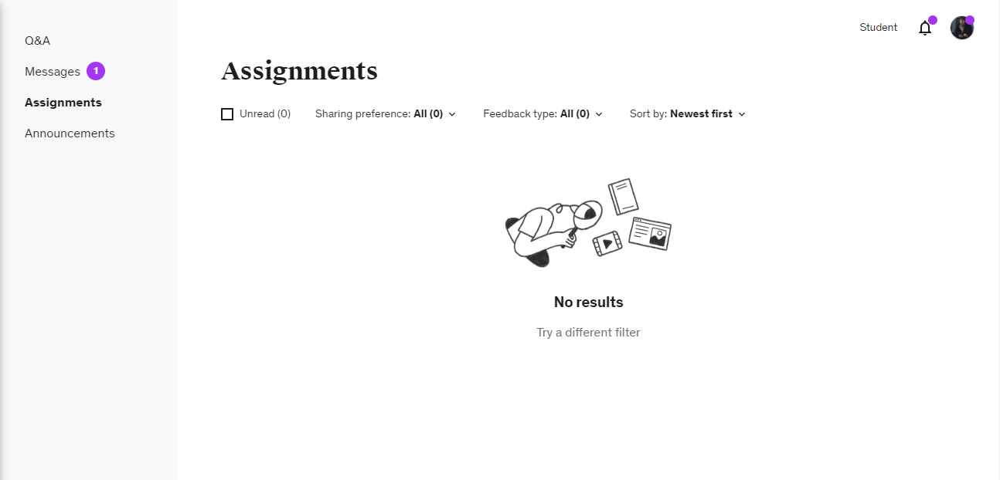 Student
Q&A
Messages 1
Assignments
Announcements
Assignments
Unread (0) Sharing preference: All (0) Feedback type: All (0) Sort by: Newest first
No results
Try a different filter